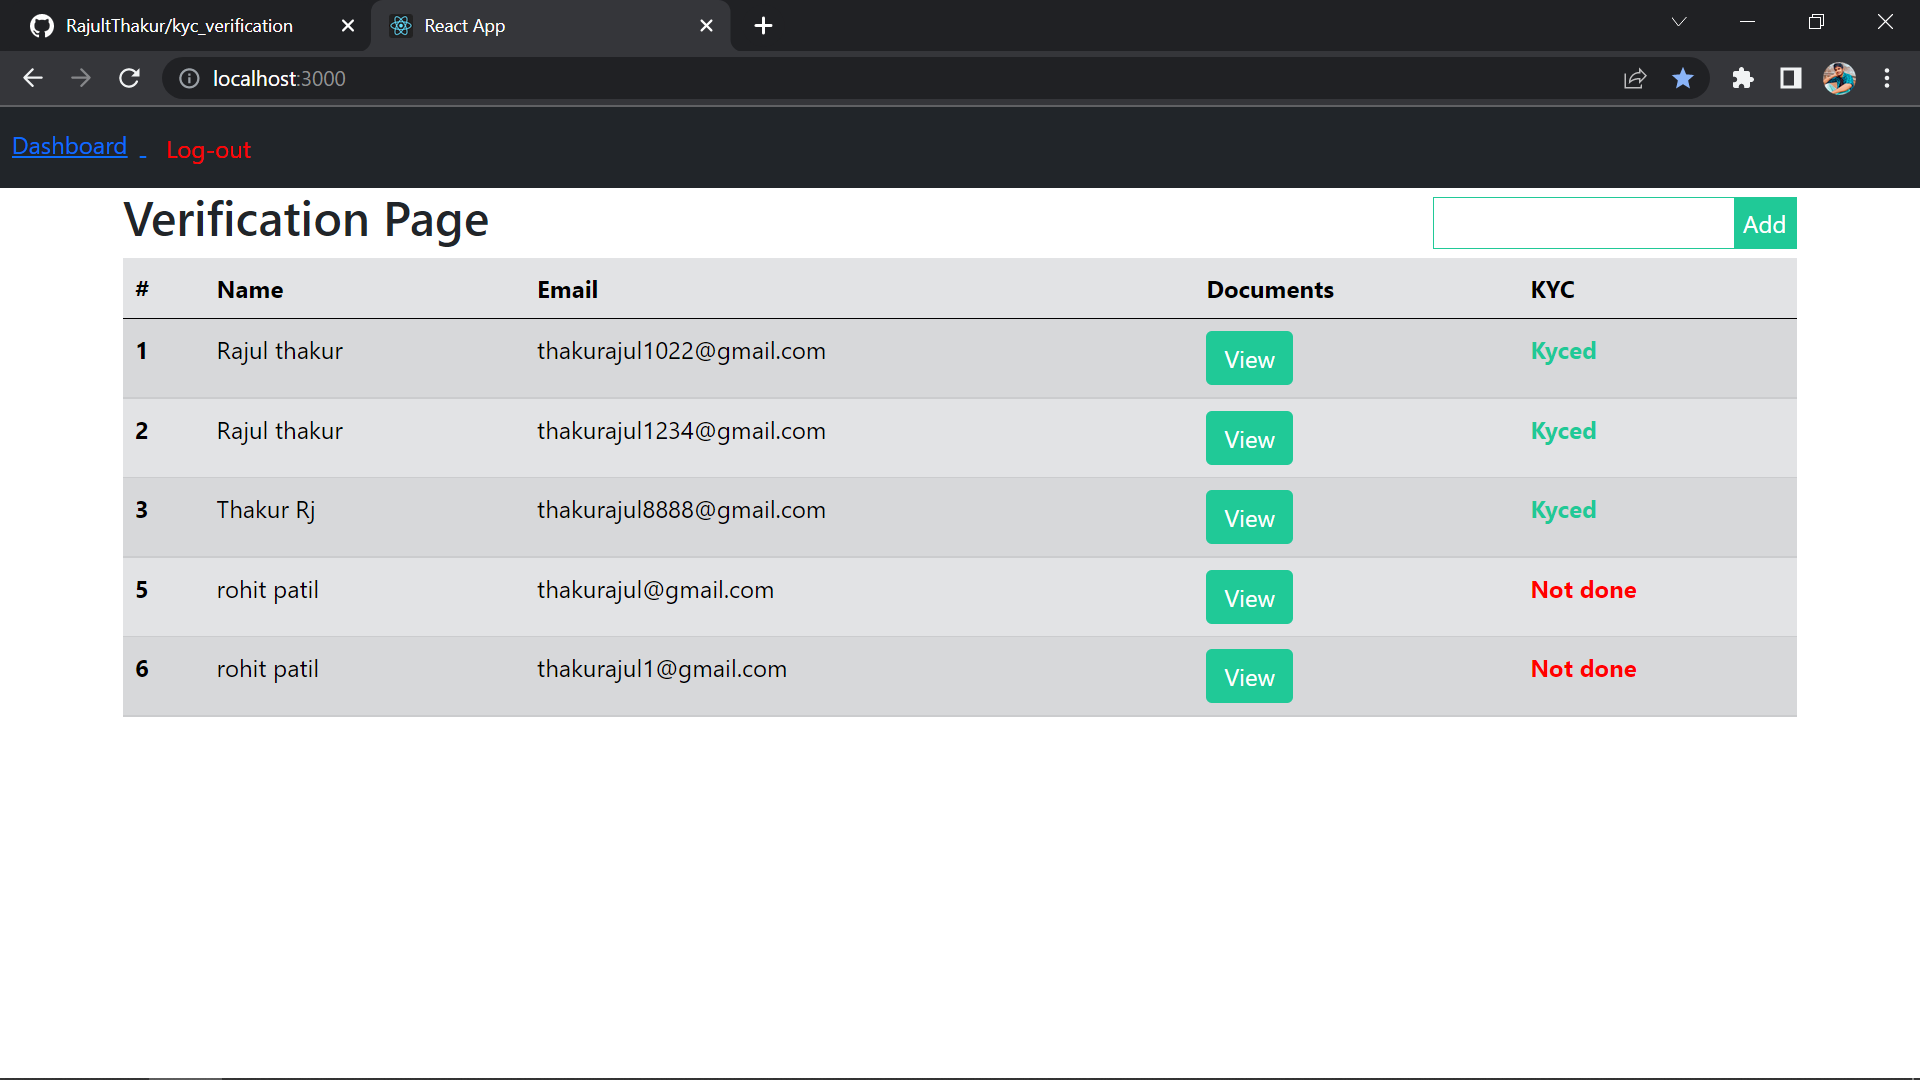 RajultThakur/kyc_verification
React App
localhost:3000
Dashboard Log-out
Verification Page
Add
# Name Email Documents KYC
1 Rajul thakur thakurajul1022@gmail.com View Kyced
2 Rajul thakur thakurajul1234@gmail.com View Kyced
3 Thakur Rj thakurajul8888@gmail.com View Kyced
5 rohit patil thakurajul@gmail.com View Not done
6 rohit patil thakurajul1@gmail.com View Not done